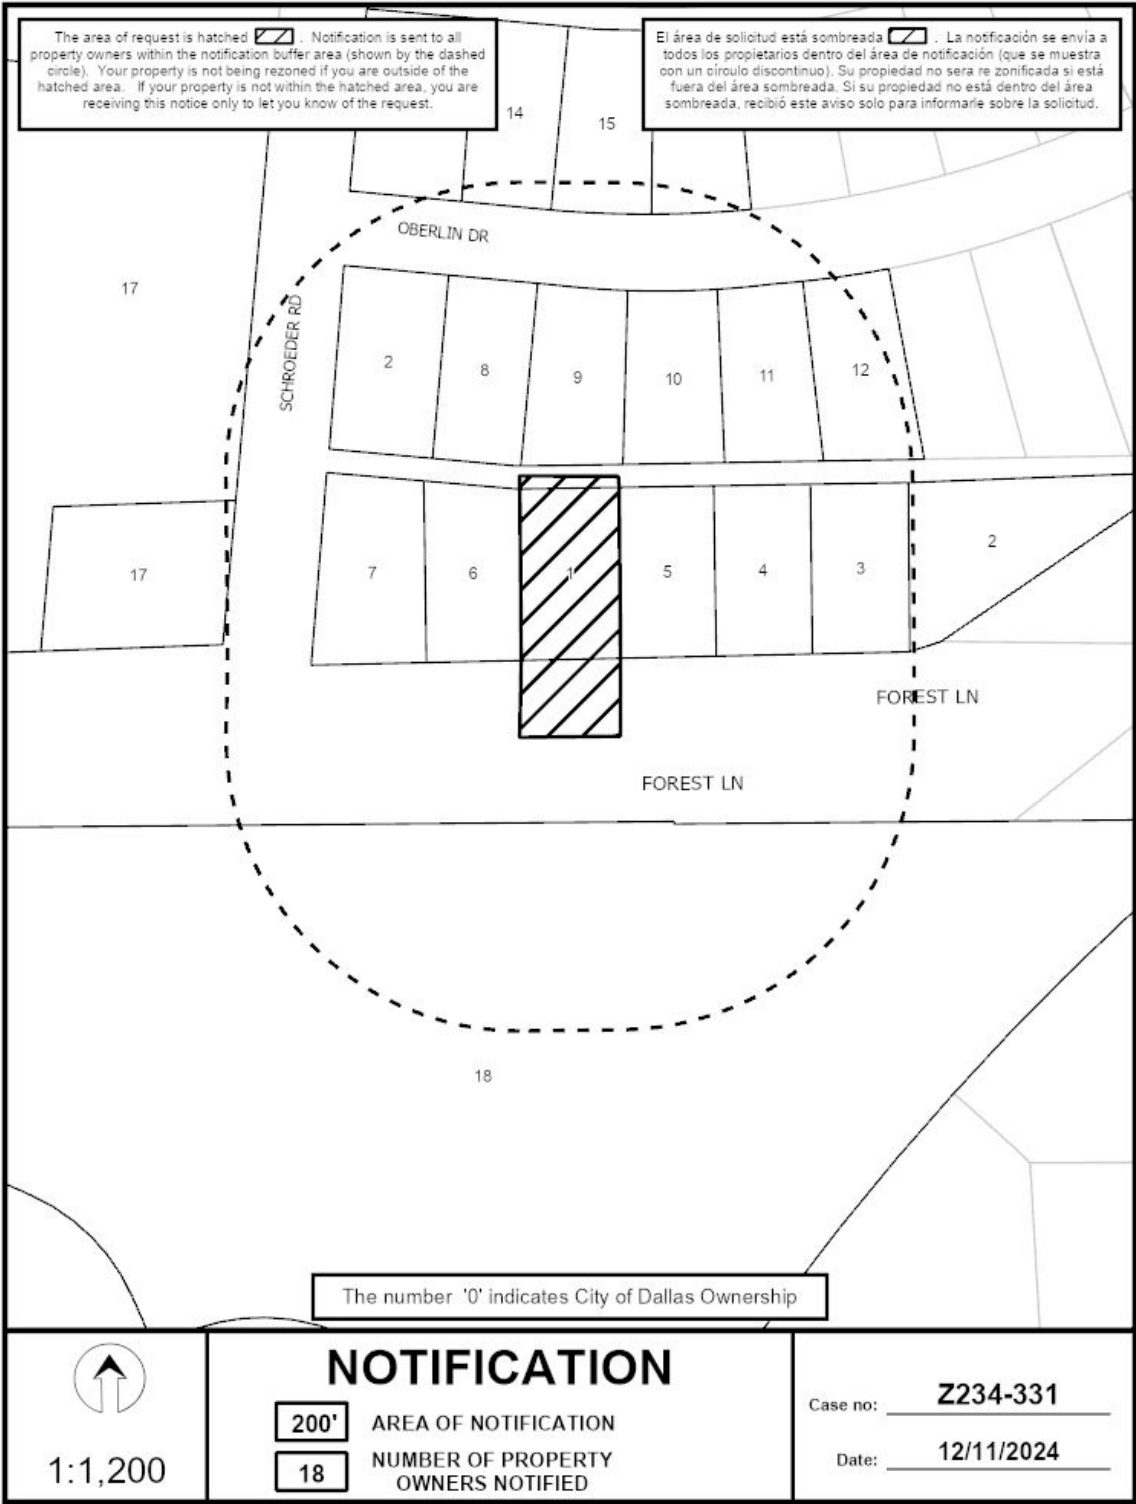 The area of request is hatched . Notification is sent to all
property owners within the notification buffer area (shown by the dashed
circle). Your property is not being rezoned if you are outside of the
hatched area. If your property is not within the hatched area, you are
receiving this notice only to let you know of the request.
El área de solicitud está sombreada . La notificación se envía a
todos los propietarios dentro del área de notificación (que se muestra
con un círculo discontinuo). Su propiedad no sera re zonificada si está
fuera del área sombreada. Si su propiedad no está dentro del área
sombreada, recibió este aviso solo para informarle sobre la solicitud.
14
15
OBERLIN DR
17
SCHROEDER RD
2
8
9
10
11
12
17
7
6
1
5
4
3
2
FOREST LN
FOREST LN
18
The number '0' indicates City of Dallas Ownership
1:1,200
NOTIFICATION
200' AREA OF NOTIFICATION
18 NUMBER OF PROPERTY
OWNERS NOTIFIED
Case no: Z234-331
Date: 12/11/2024